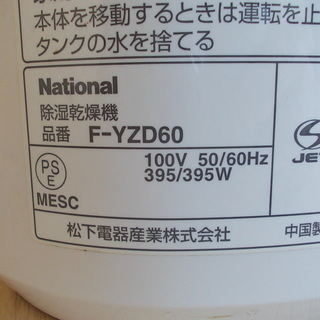 本体を移動するときは運転を止
タンクの水を捨てる
National
除湿乾燥機
品番 F-YZD60
100V 50/60Hz
395/395W
PS
E
MESC
JE
松下電器産業株式会社
中国製